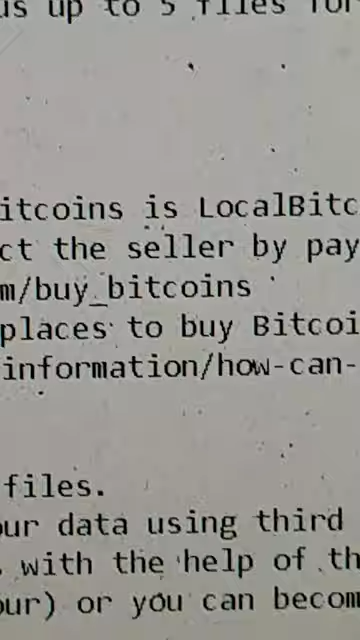 us up to 5 files for
itcoins is LocalBitc
ct the seller by pay
m/buy_bitcoins
places to buy Bitcoi
information/how-can-
files.
our data using third
with the help of th
our) or you can becom